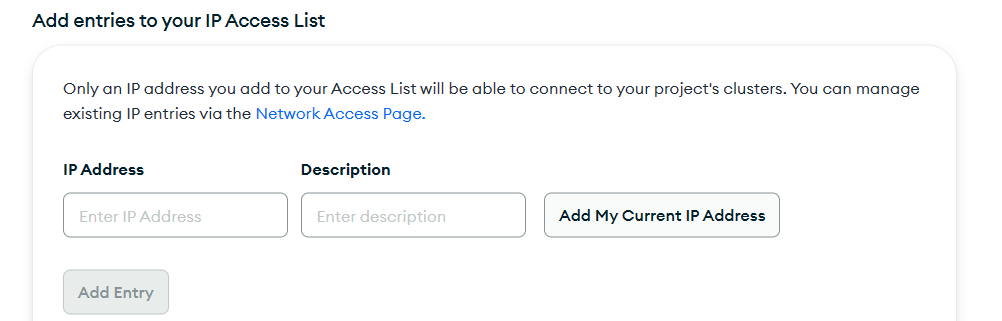 Add entries to your IP Access List
Only an IP address you add to your Access List will be able to connect to your project's clusters. You can manage
existing IP entries via the Network Access Page.
IP Address
Description
Enter IP Address
Enter description
Add My Current IP Address
Add Entry